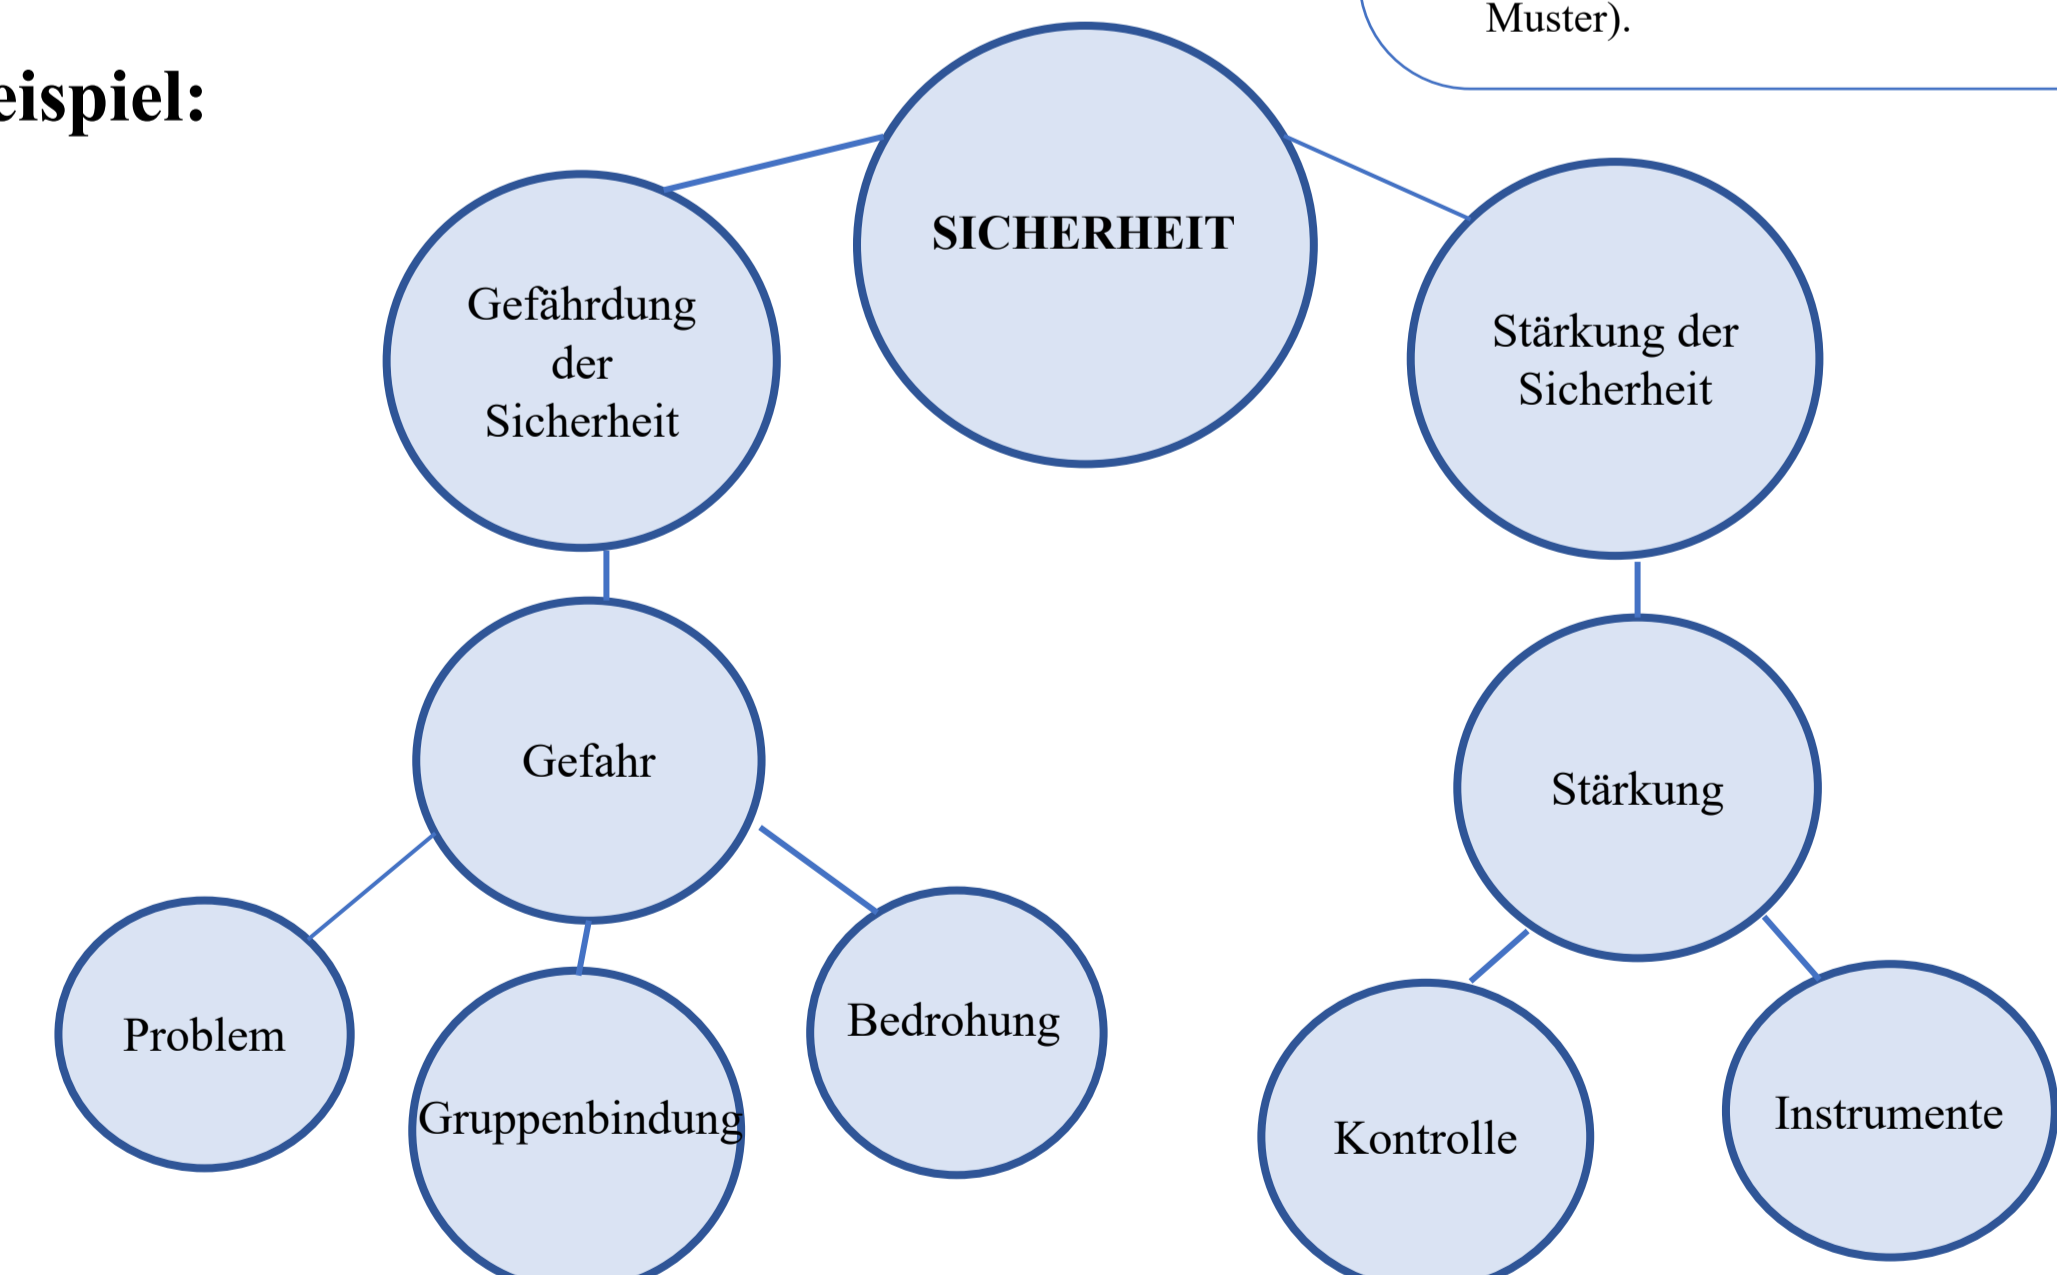 Muster).
eispiel:
SICHERHEIT
Gefährdung
der
Sicherheit
Stärkung der
Sicherheit
Gefahr
Stärkung
Problem
Gruppenbindung
Bedrohung
Kontrolle
Instrumente